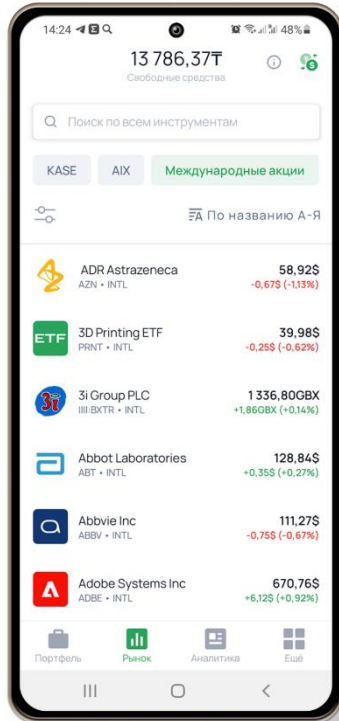 14:24 48%
13 786,37₸
Свободные средства
Поиск по всем инструментам
KASE AIX Международные акции
По названию А-Я
ADR Astrazeneca 58,92$
AZN • INTL -0,67$ (-1,13%)
ETF
3D Printing ETF 39,98$
PRNT • INTL -0,25$ (-0,62%)
3i
3i Group PLC 1 336,80GBX
III:BXTR • INTL +1,86GBX (+0,14%)
Abbot Laboratories 128,84$
ABT • INTL +0,35$ (+0,27%)
Abbvie Inc 111,27$
ABBV • INTL -0,75$ (-0,67%)
Adobe Systems Inc 670,76$
ADBE • INTL +6,12$ (+0,92%)
Портфель Рынок Аналитика Ещё